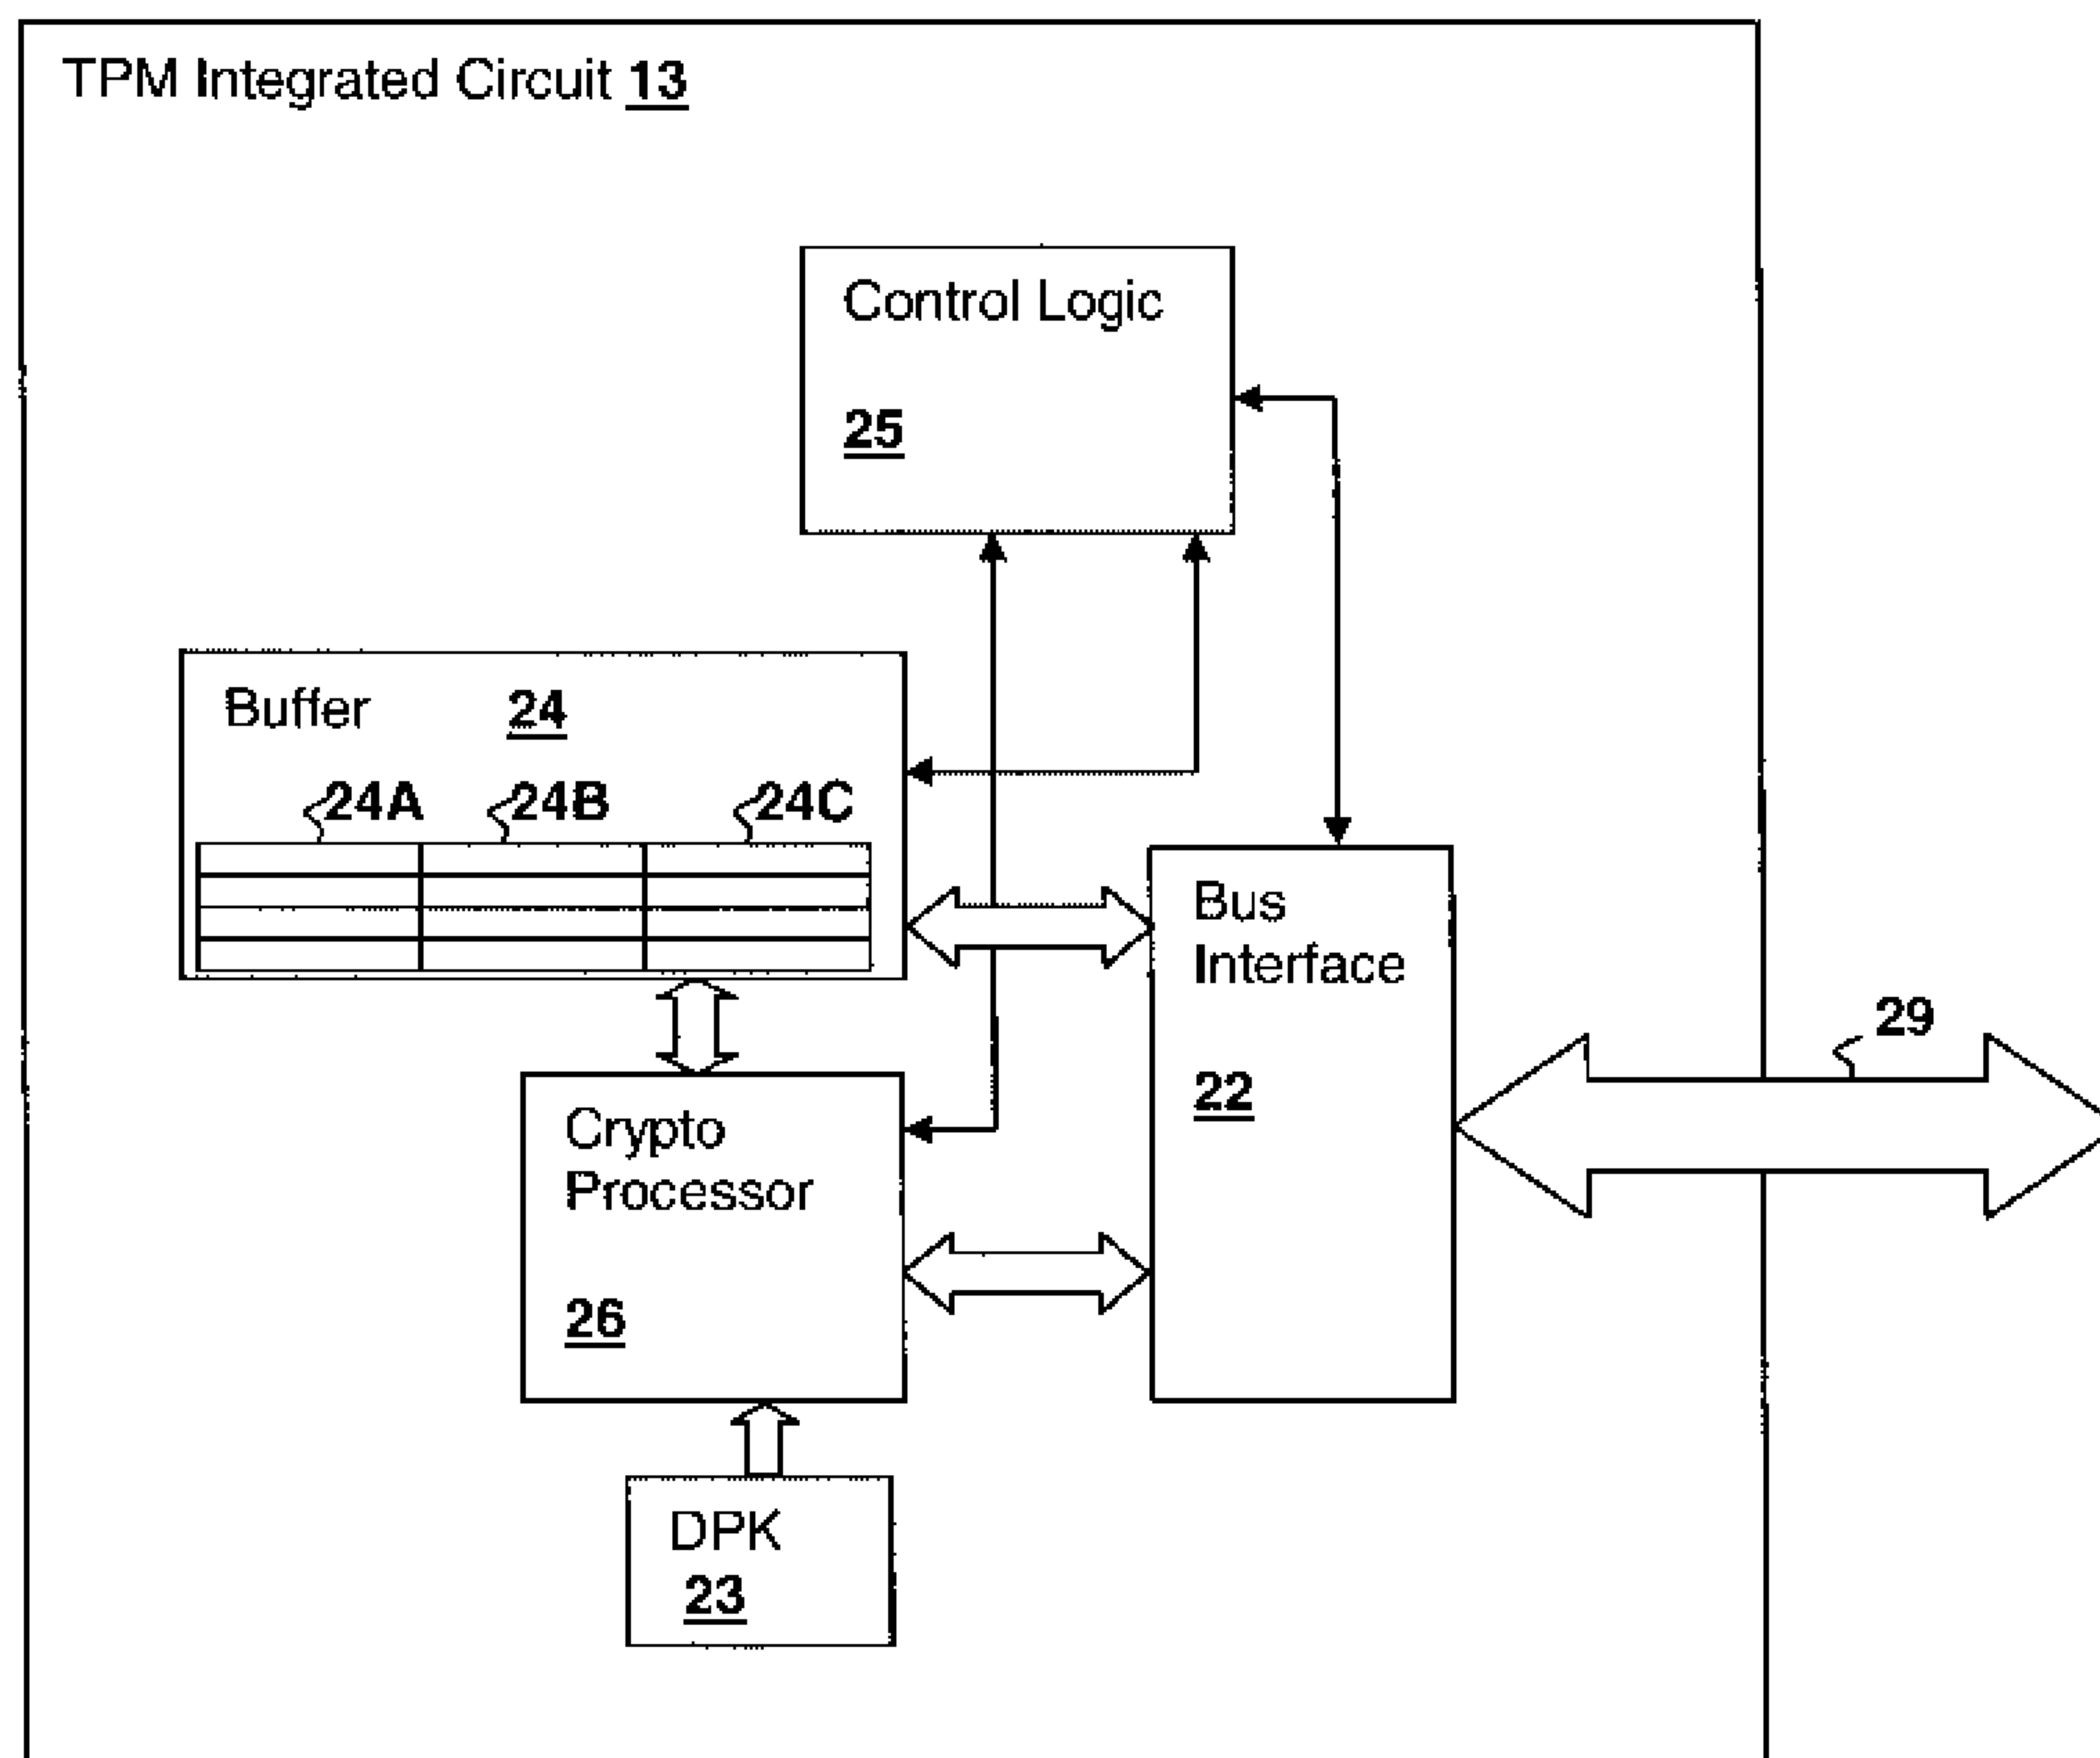 TPM Integrated Circuit 13
Control Logic
25
Buffer 24
24A 24B 24C
Bus
Interface
22
29
Crypto
Processor
26
DPK
23